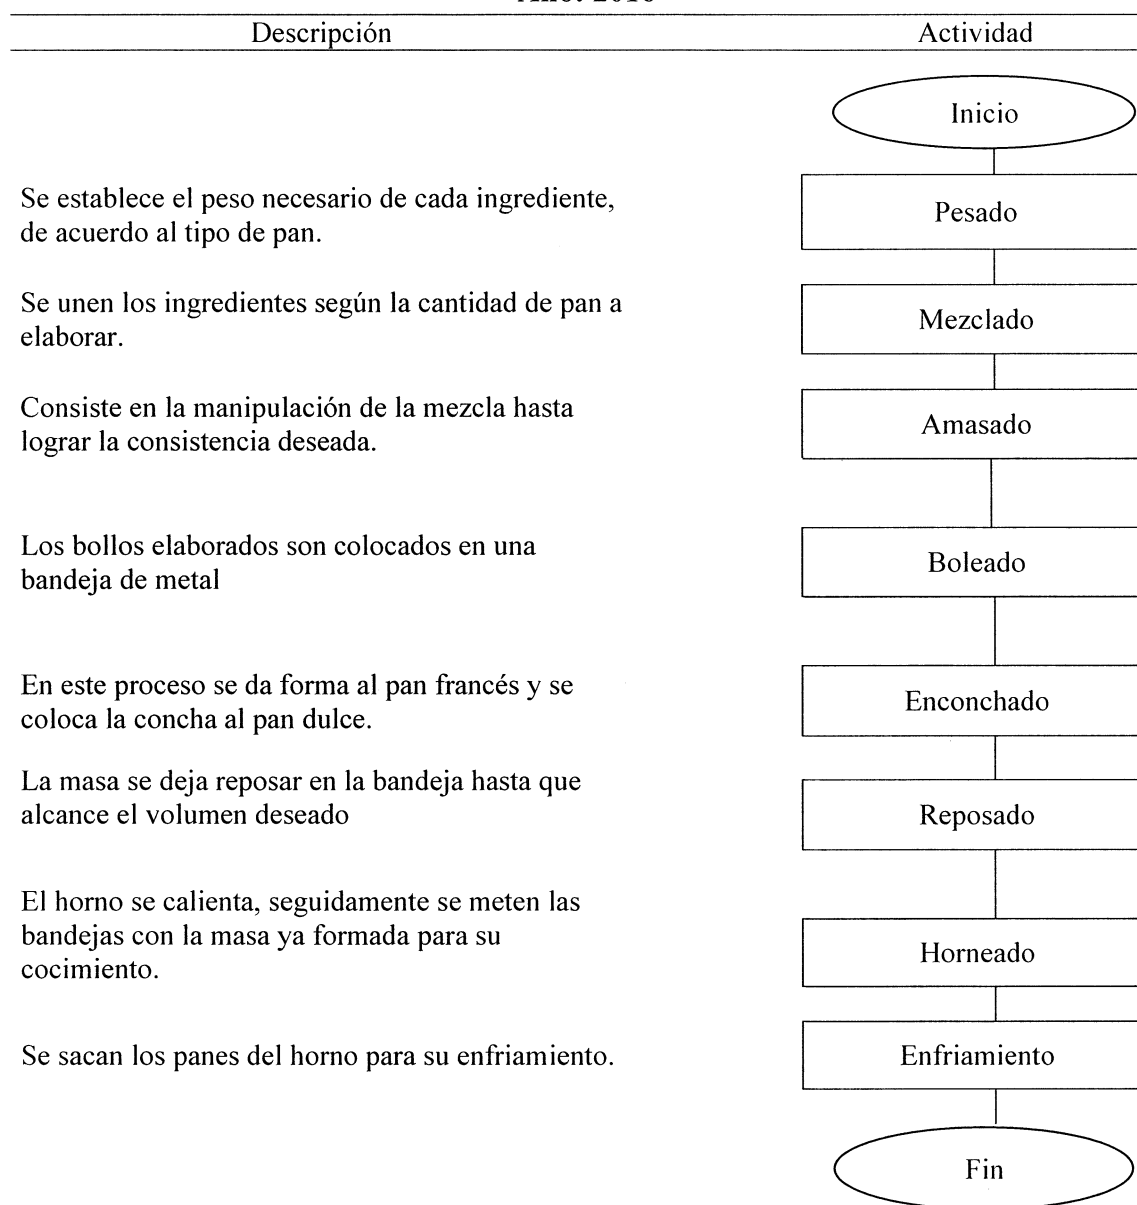 Descripción Actividad
Inicio
Se establece el peso necesario de cada ingrediente,
de acuerdo al tipo de pan.
Pesado
Se unen los ingredientes según la cantidad de pan a
elaborar.
Mezclado
Consiste en la manipulación de la mezcla hasta
lograr la consistencia deseada.
Amasado
Los bollos elaborados son colocados en una
bandeja de metal
Boleado
En este proceso se da forma al pan francés y se
coloca la concha al pan dulce.
Enconchado
La masa se deja reposar en la bandeja hasta que
alcance el volumen deseado
Reposado
El horno se calienta, seguidamente se meten las
bandejas con la masa ya formada para su
cocimiento.
Horneado
Se sacan los panes del horno para su enfriamiento.
Enfriamiento
Fin